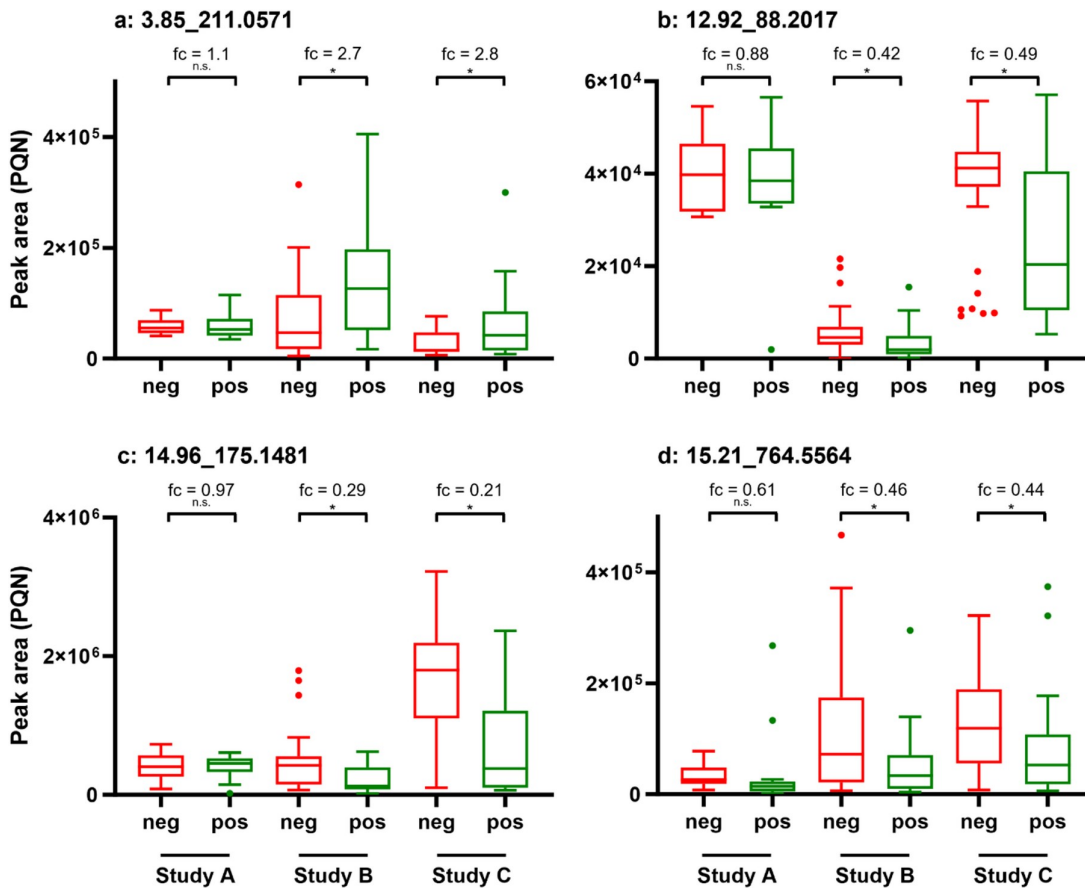 a: 3.85_211.0571
fc = 1.1 fc = 2.7 fc = 2.8
n.s. * *
Peak area (PQN)
4×10⁵
2×10⁵
0
neg pos neg pos neg pos
b: 12.92_88.2017
fc = 0.88 fc = 0.42 fc = 0.49
n.s. * *
6×10⁴
4×10⁴
2×10⁴
0
neg pos neg pos neg pos
c: 14.96_175.1481
fc = 0.97 fc = 0.29 fc = 0.21
n.s. * *
Peak area (PQN)
4×10⁶
2×10⁶
0
neg pos neg pos neg pos
Study A Study B Study C
d: 15.21_764.5564
fc = 0.61 fc = 0.46 fc = 0.44
n.s. * *
4×10⁵
2×10⁵
0
neg pos neg pos neg pos
Study A Study B Study C